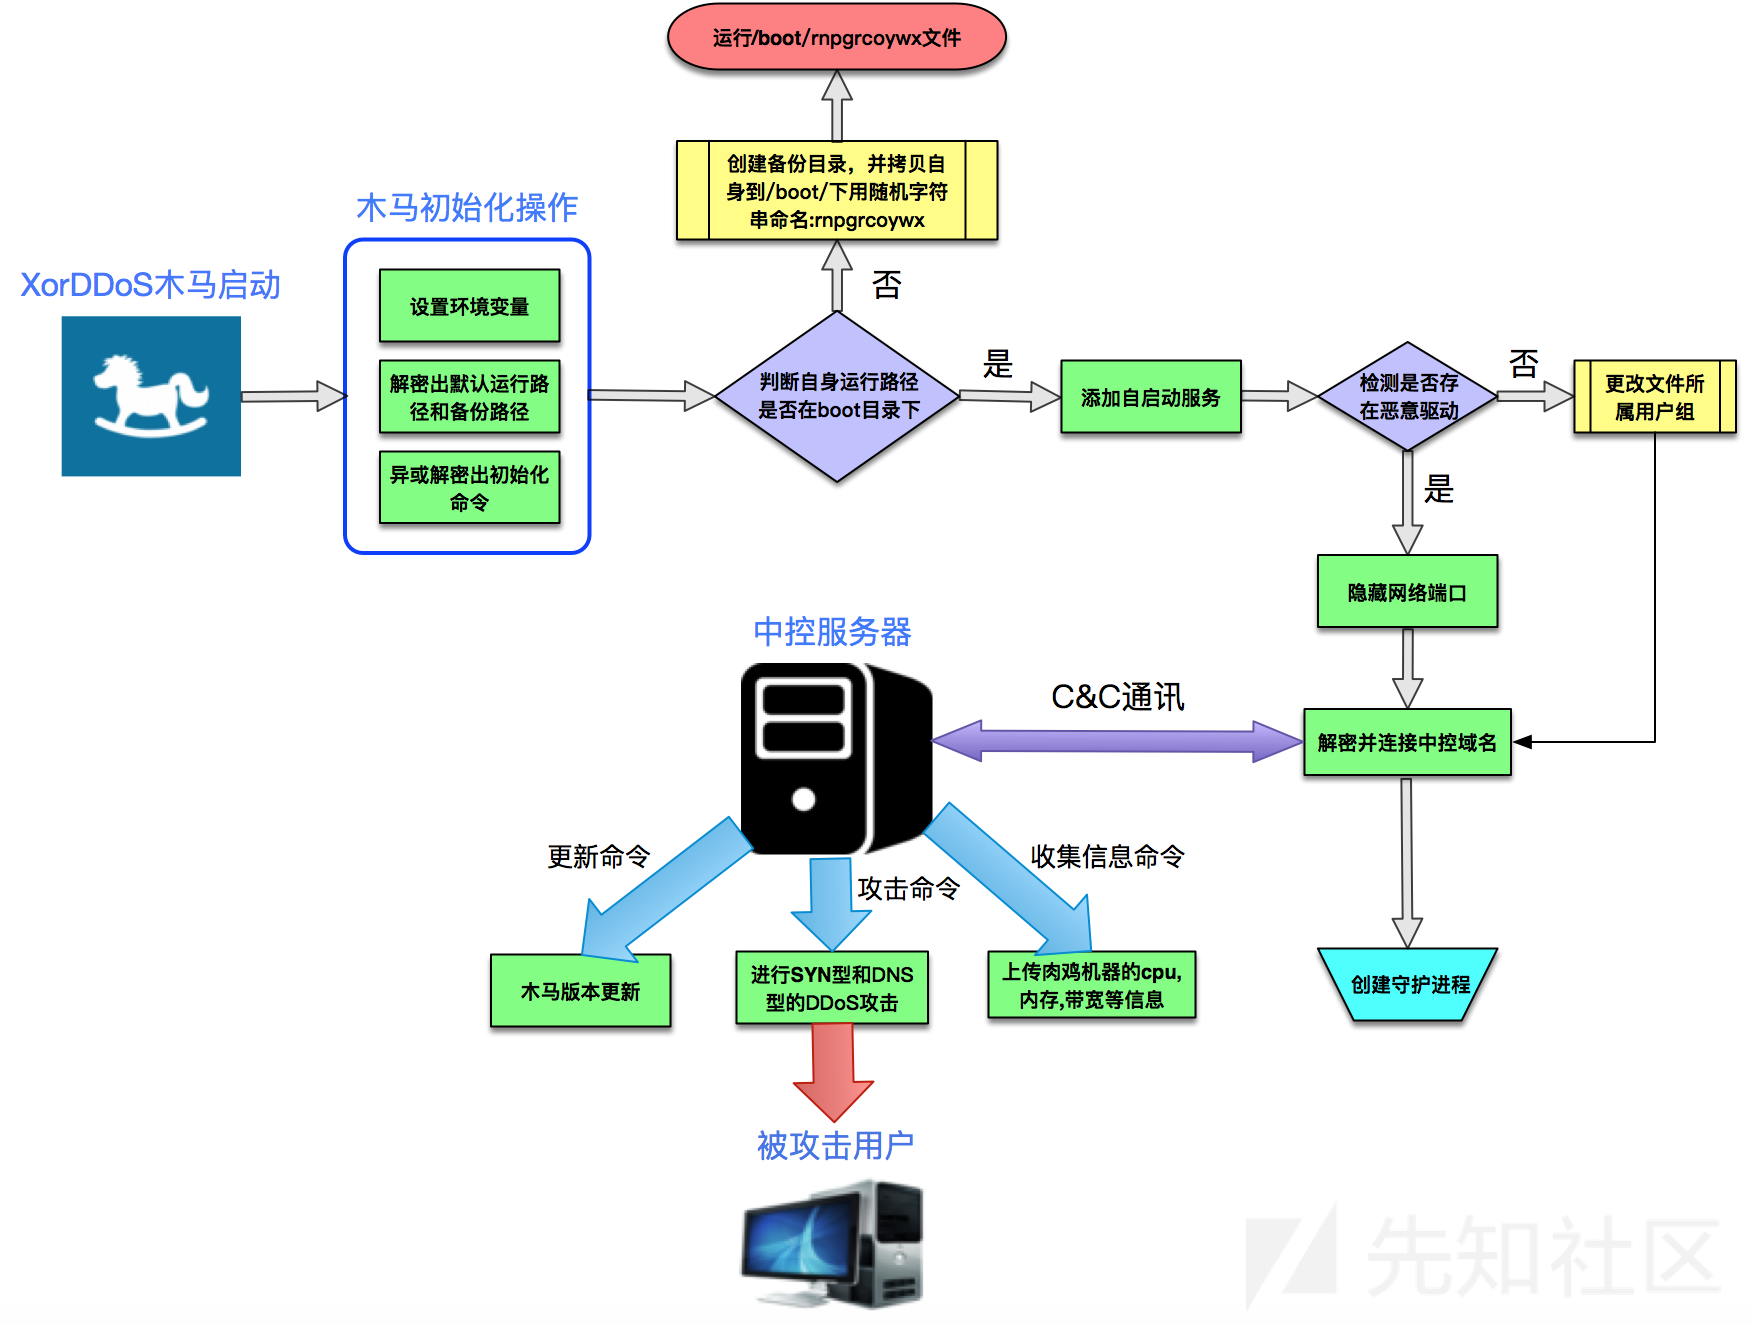 运行/boot/rnpgrcoywx文件
创建备份目录，并拷贝自
身到/boot/下用随机字符
串命名:rnpgrcoywx
木马初始化操作
XorDDoS木马启动
设置环境变量
解密出默认运行路
径和备份路径
异或解密出初始化
命令
否
判断自身运行路径
是否在boot目录下
是
添加自启动服务
检测是否存
在恶意驱动
否
更改文件所
属用户组
是
隐藏网络端口
中控服务器
C&C通讯
解密并连接中控域名
更新命令
攻击命令
收集信息命令
木马版本更新
进行SYN型和DNS
型的DDoS攻击
上传肉鸡机器的cpu,
内存,带宽等信息
创建守护进程
被攻击用户
先知社区